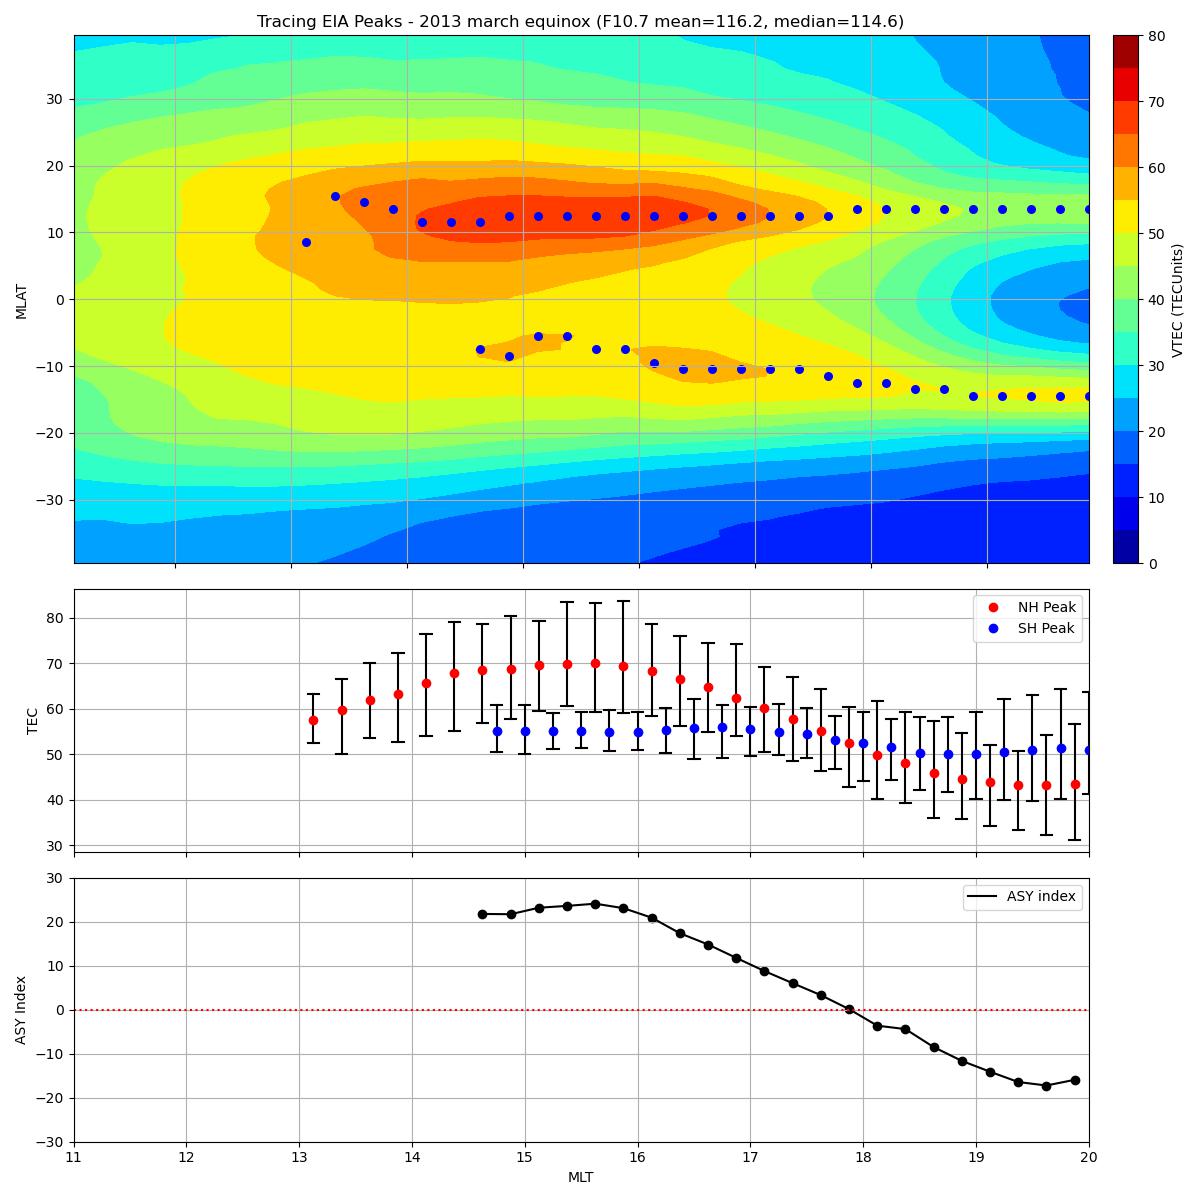 Tracing EIA Peaks - 2013 march equinox (F10.7 mean=116.2, median=114.6)
MLAT
30
20
10
0
−10
−20
−30
80
70
60
50
40
30
20
10
0
VTEC (TECUnits)
TEC
80
70
60
50
40
30
NH Peak
SH Peak
ASY Index
30
20
10
0
−10
−20
−30
ASY index
11 12 13 14 15 16 17 18 19 20
MLT